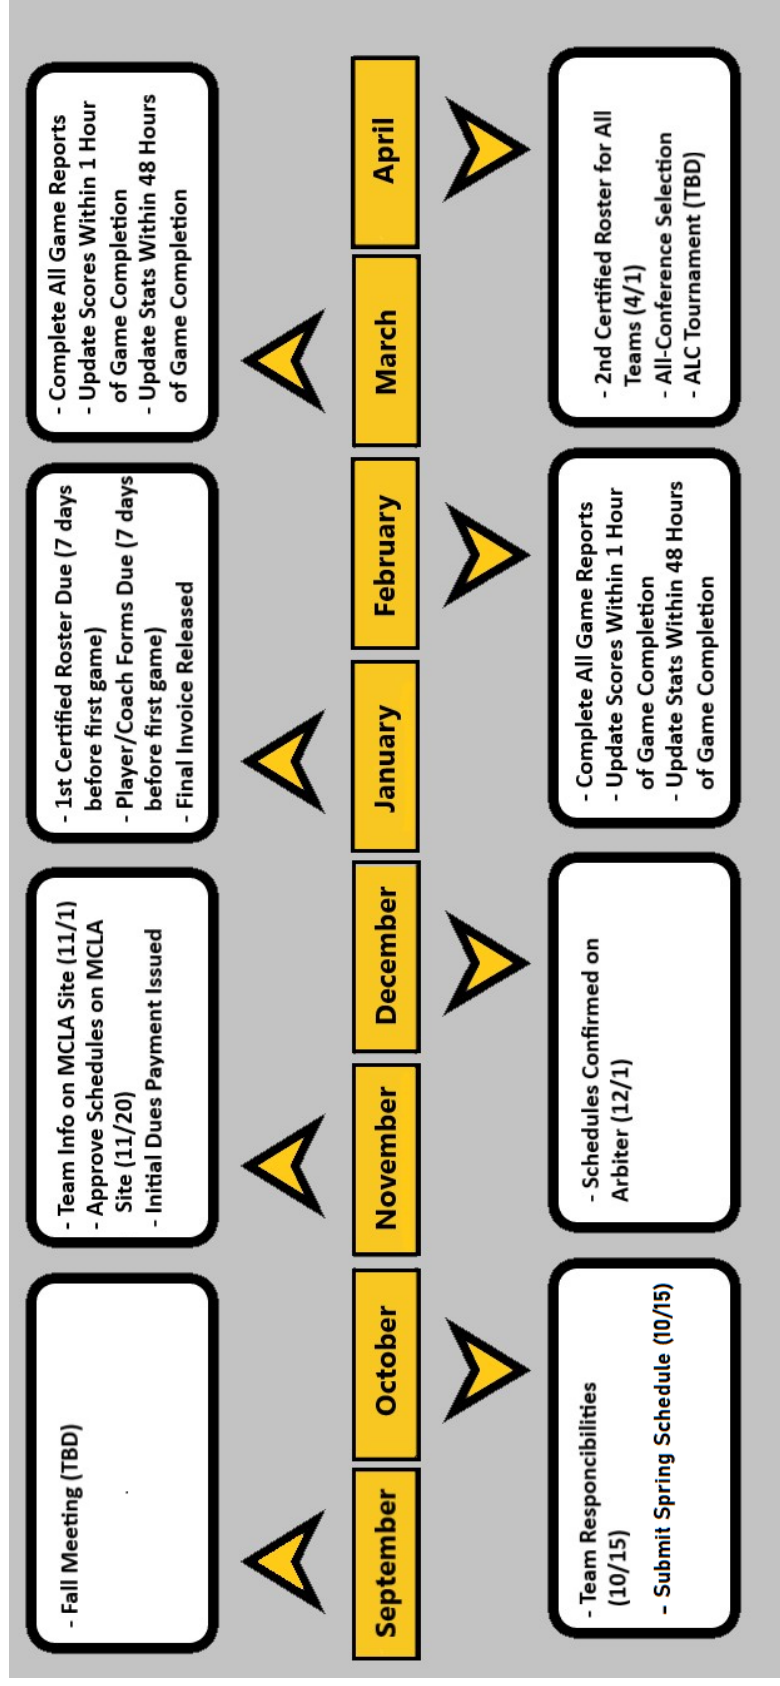 - Fall Meeting (TBD)
- Team Info on MCLA Site (11/1)
- Approve Schedules on MCLA
Site (11/20)
- Initial Dues Payment Issued
- 1st Certified Roster Due (7 days
before first game)
- Player/Coach Forms Due (7 days
before first game)
- Final Invoice Released
- Complete All Game Reports
- Update Scores Within 1 Hour
of Game Completion
- Update Stats Within 48 Hours
of Game Completion
September
October
November
December
January
February
March
April
- Team Responcibilities
(10/15)
- Submit Spring Schedule (10/15)
- Schedules Confirmed on
Arbiter (12/1)
- Complete All Game Reports
- Update Scores Within 1 Hour
of Game Completion
- Update Stats Within 48 Hours
of Game Completion
- 2nd Certified Roster for All
Teams (4/1)
- All-Conference Selection
- ALC Tournament (TBD)